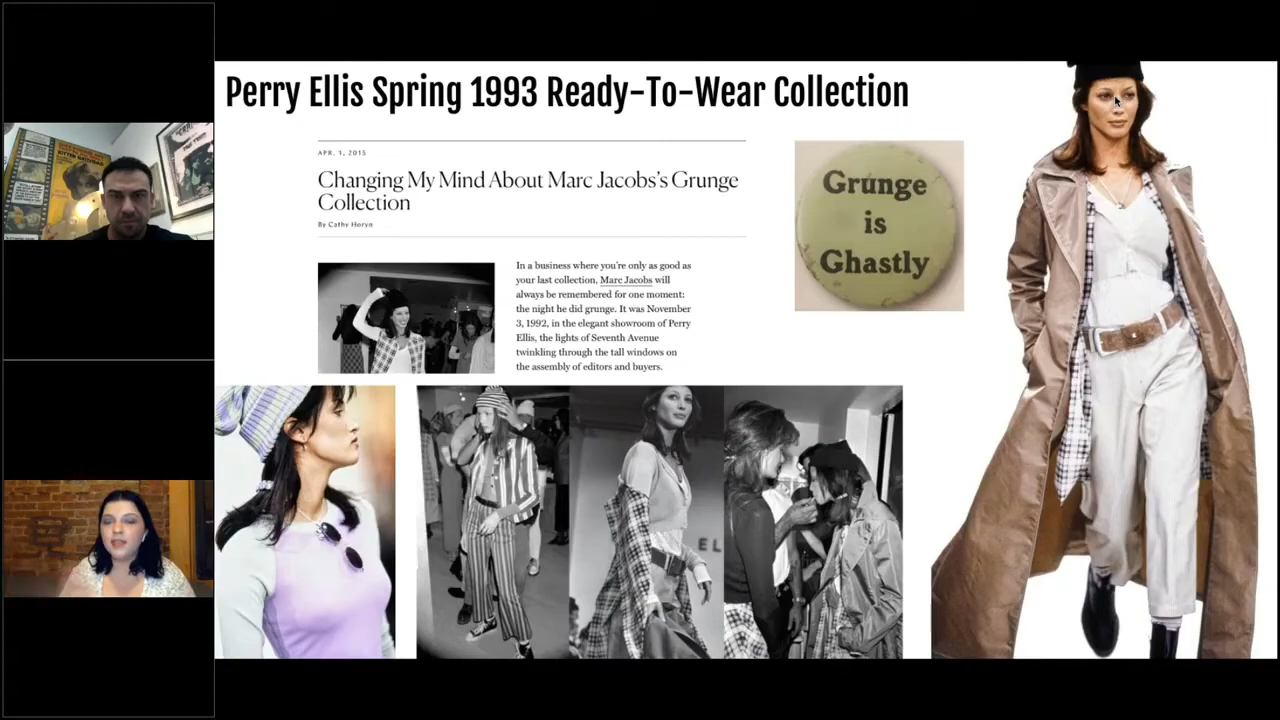 Perry Ellis Spring 1993 Ready-To-Wear Collection
APR. 1, 2015
Changing My Mind About Marc Jacobs's Grunge
Collection
By Cathy Horyn
In a business where you're only as good as
your last collection, Marc Jacobs will
always be remembered for one moment:
the night he did grunge. It was November
3, 1992, in the elegant showroom of Perry
Ellis, the lights of Seventh Avenue
twinkling through the tall windows on
the assembly of editors and buyers.
Grunge
is
Ghastly
EL